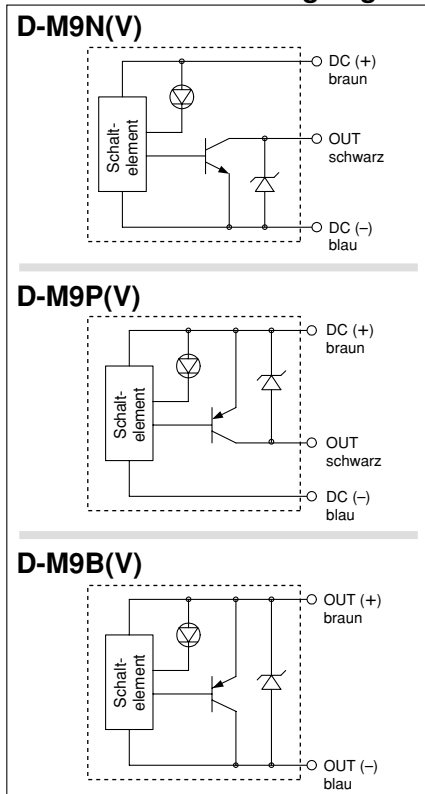 D-M9N(V)
DC (+)
braun
Schalt-
element
OUT
schwarz
DC (–)
blau
D-M9P(V)
DC (+)
braun
Schalt-
element
OUT
schwarz
DC (–)
blau
D-M9B(V)
OUT (+)
braun
Schalt-
element
OUT (–)
blau